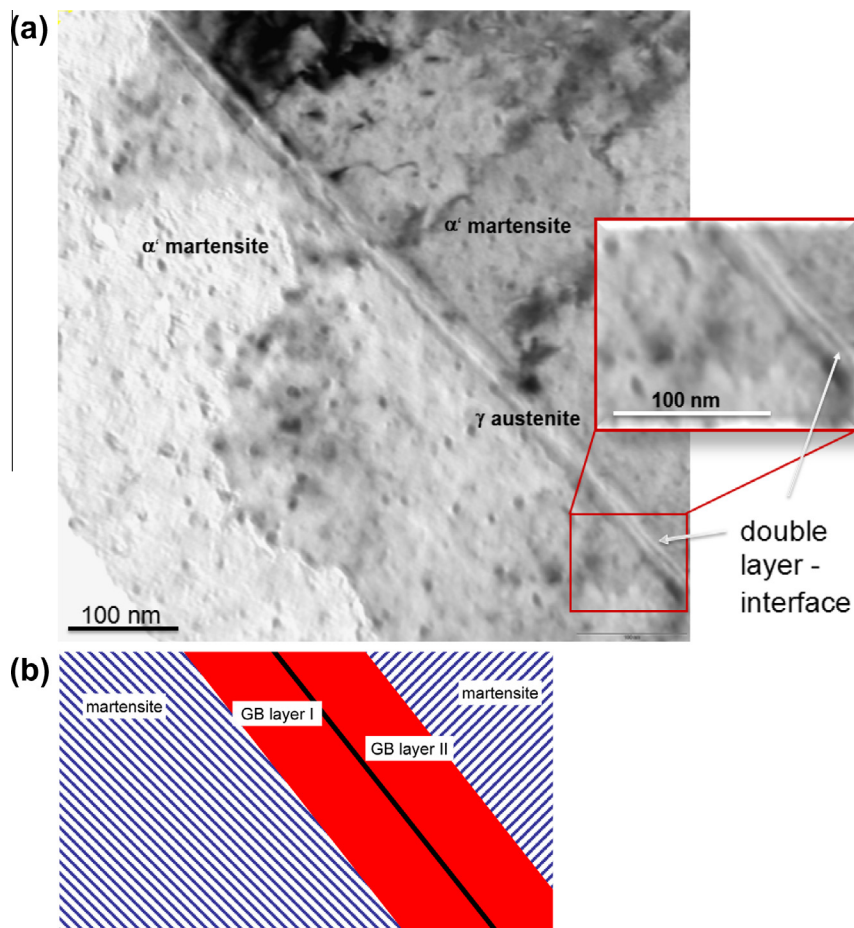 (a)
α' martensite
α' martensite
γ austenite
100 nm
double
layer -
interface
100 nm
(b)
martensite
martensite
GB layer I
GB layer II